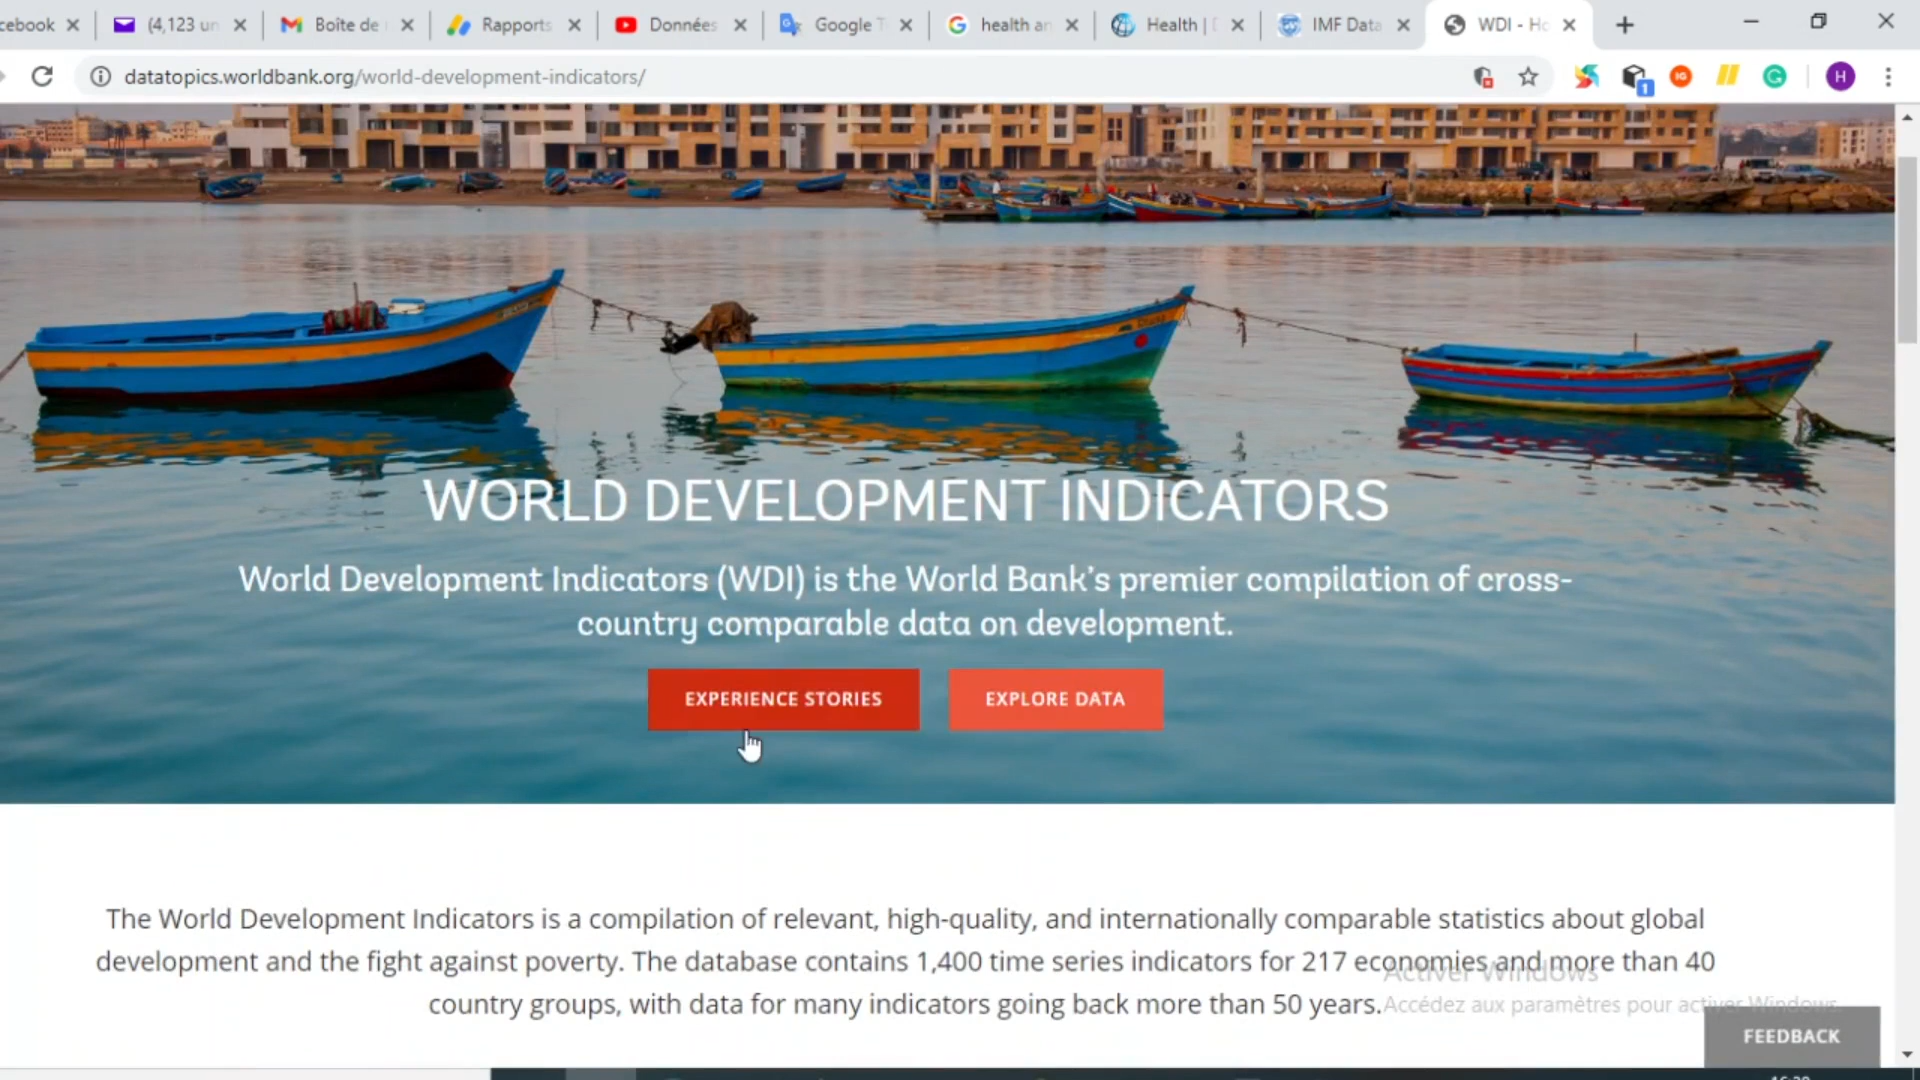 cebook
(4,123 un
Boîte de
Rapports
Données
Google T
health an
Health | D
IMF Data
WDI - Ho
datatopics.worldbank.org/world-development-indicators/
1
H
WORLD DEVELOPMENT INDICATORS
World Development Indicators (WDI) is the World Bank's premier compilation of cross-
country comparable data on development.
EXPERIENCE STORIES
EXPLORE DATA
The World Development Indicators is a compilation of relevant, high-quality, and internationally comparable statistics about global
development and the fight against poverty. The database contains 1,400 time series indicators for 217 economies and more than 40
country groups, with data for many indicators going back more than 50 years.
Activer Windows
Accédez aux paramètres pour activer Windows.
FEEDBACK